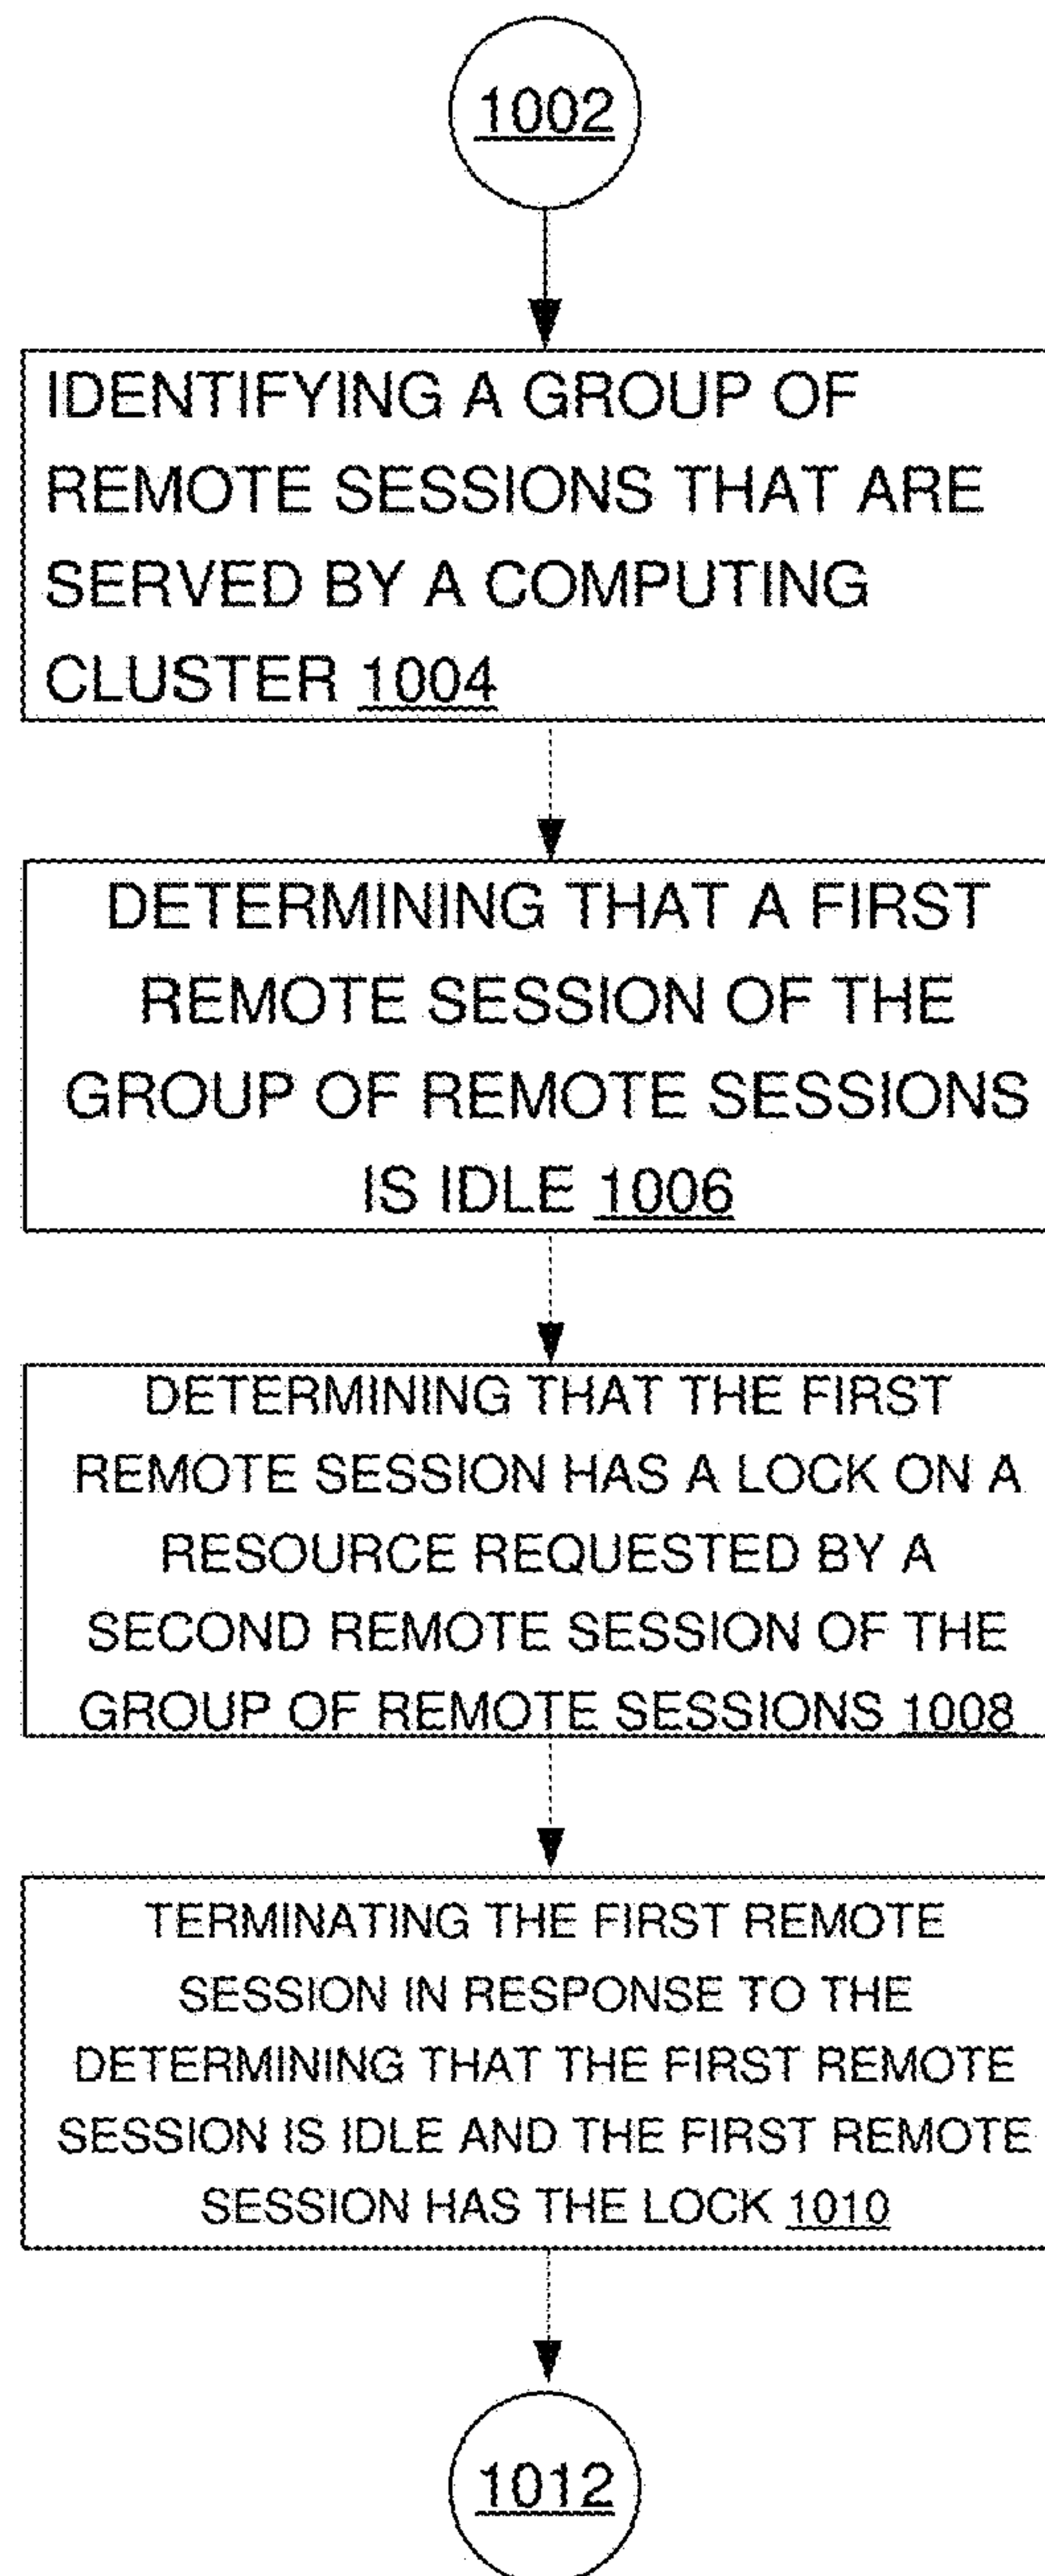 1002
IDENTIFYING A GROUP OF
REMOTE SESSIONS THAT ARE
SERVED BY A COMPUTING
CLUSTER 1004
DETERMINING THAT A FIRST
REMOTE SESSION OF THE
GROUP OF REMOTE SESSIONS
IS IDLE 1006
DETERMINING THAT THE FIRST
REMOTE SESSION HAS A LOCK ON A
RESOURCE REQUESTED BY A
SECOND REMOTE SESSION OF THE
GROUP OF REMOTE SESSIONS 1008
TERMINATING THE FIRST REMOTE
SESSION IN RESPONSE TO THE
DETERMINING THAT THE FIRST REMOTE
SESSION IS IDLE AND THE FIRST REMOTE
SESSION HAS THE LOCK 1010
1012